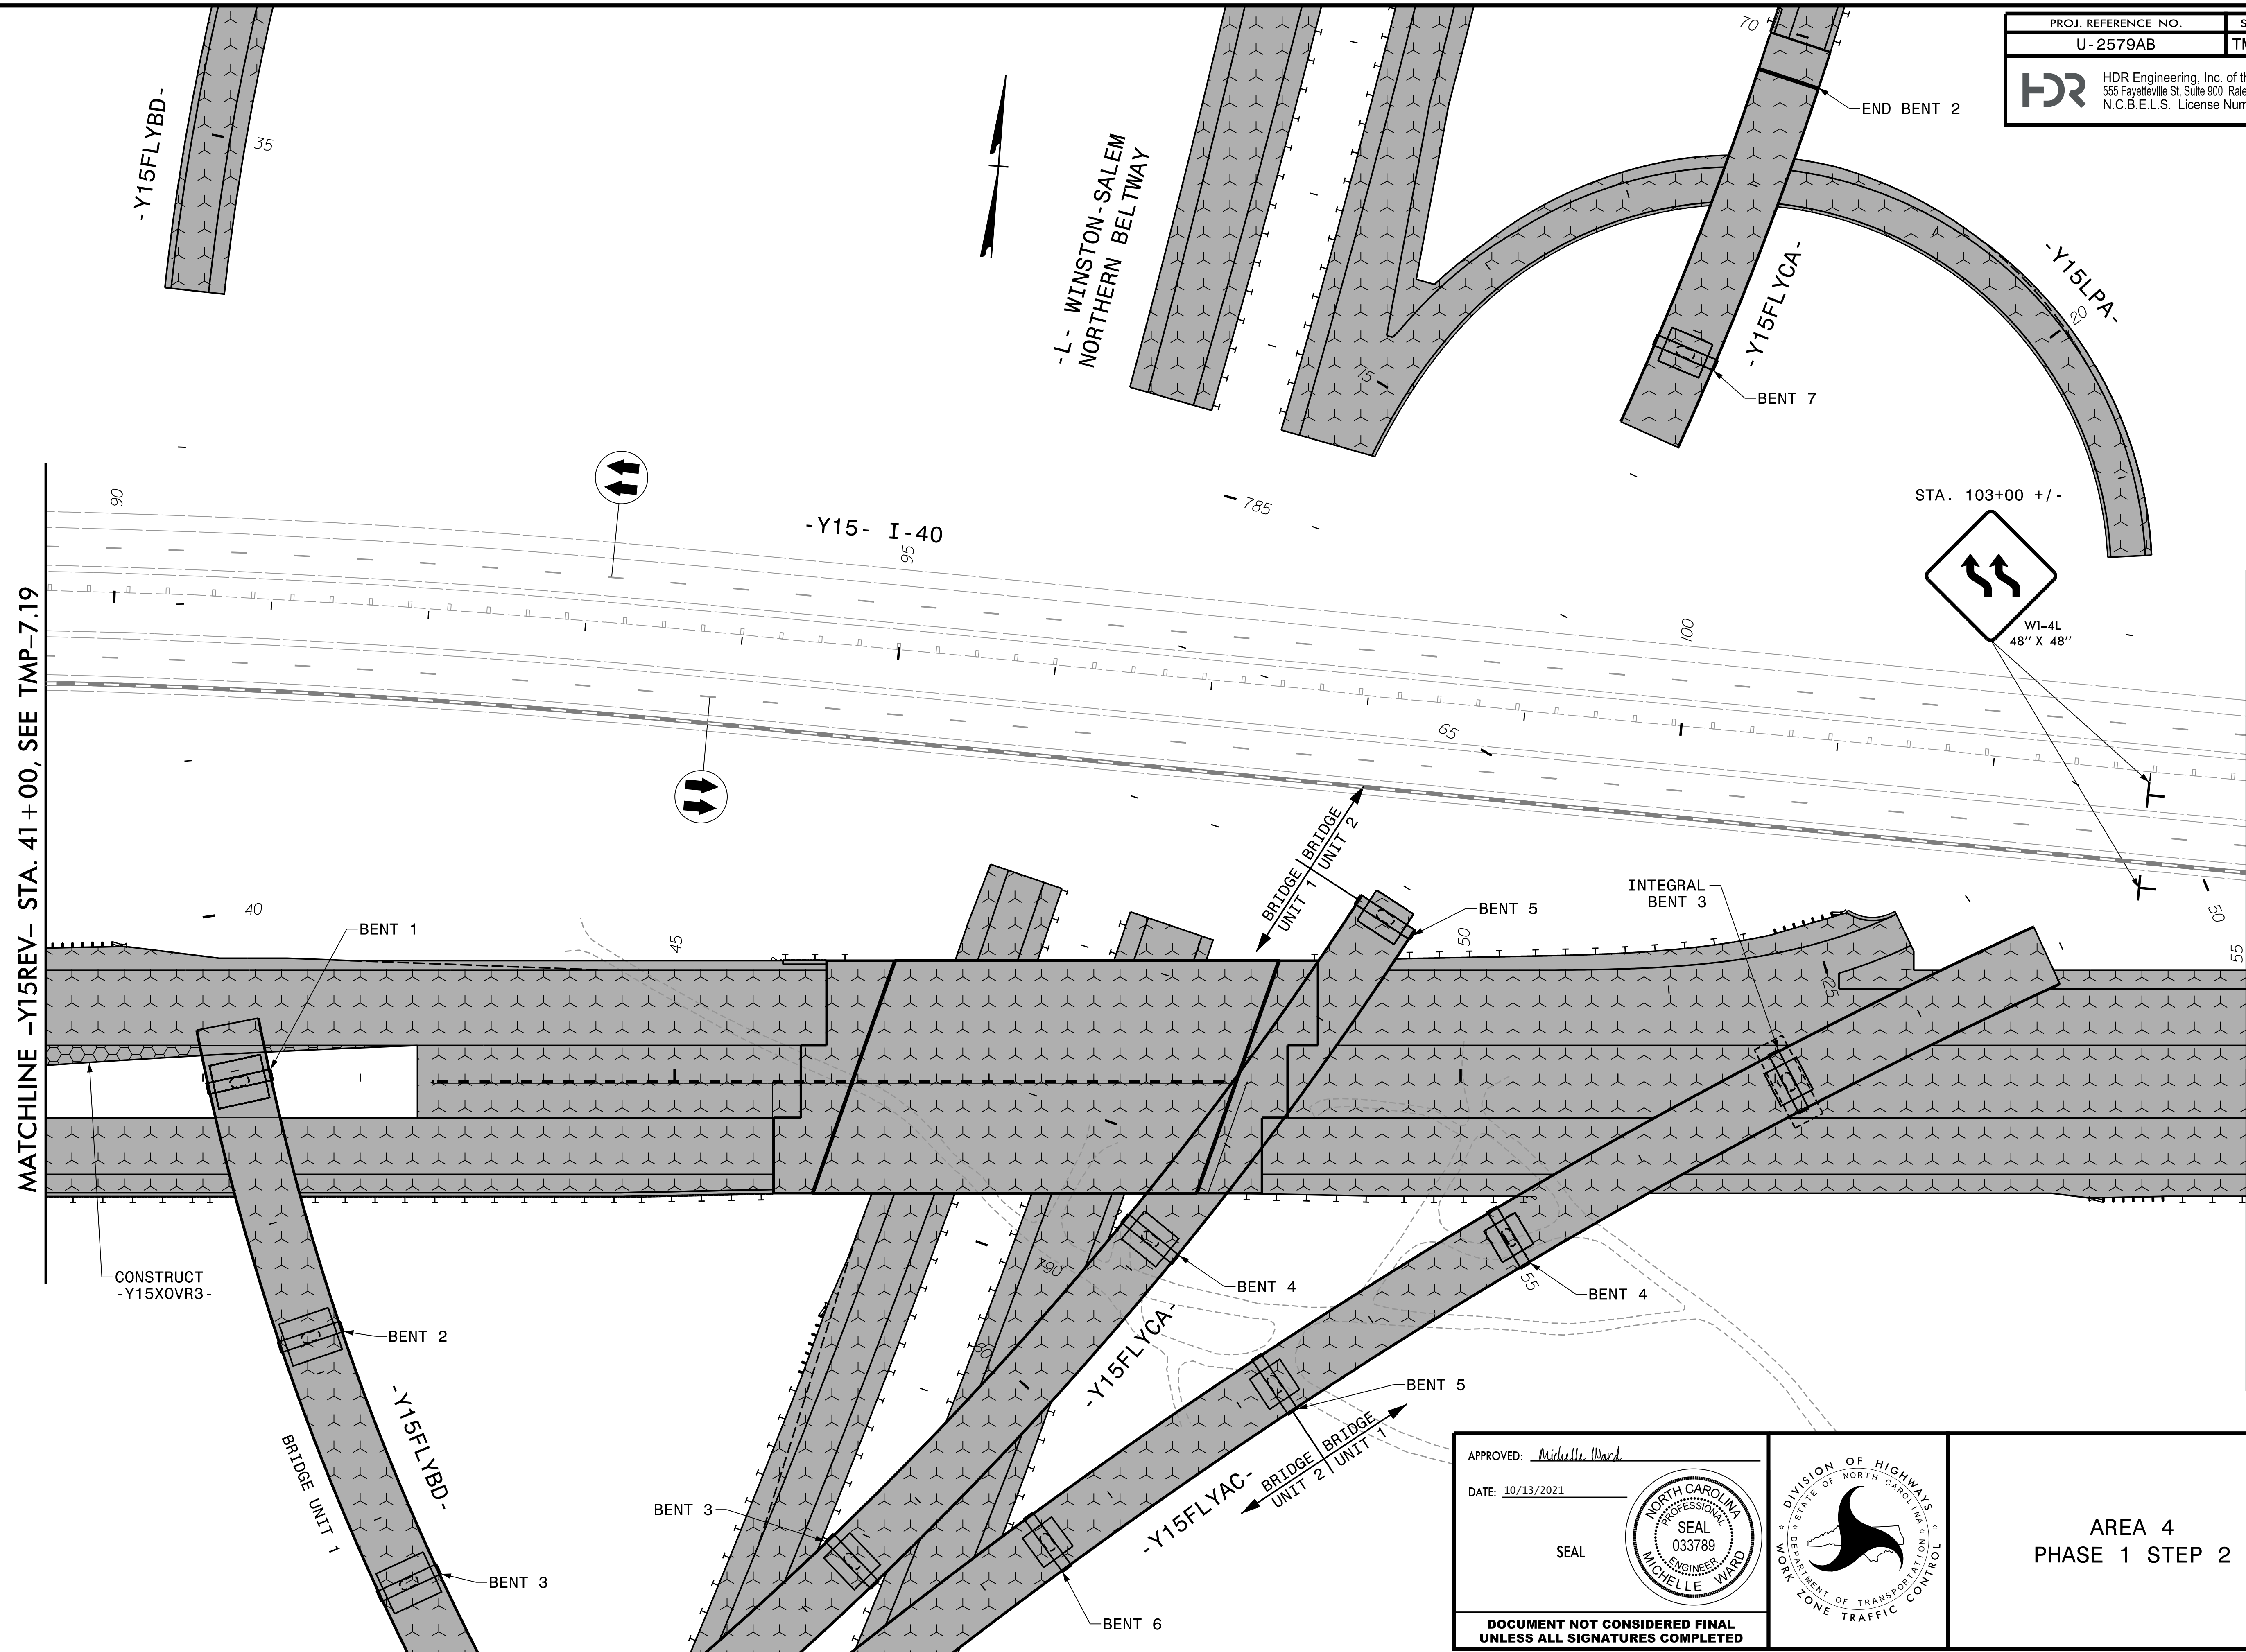 PROJ. REFERENCE NO.
U-2579AB
HDR
HDR Engineering, Inc. of
555 Fayetteville St, Suite 900
N.C.B.E.L.S. License
-Y15FLYBD-
35
70
END BENT 2
-L- WINSTON-SALEM
NORTHERN BELTWAY
-Y15FLYCA-
-Y15LPA-
20
75
BENT 7
785
STA. 103+00 +/-
W1-4L
48" X 48"
90
-Y15- I-40
95
100
65
MATCHLINE -Y15REV- STA. 41+00, SEE TMP-7.19
BRIDGE UNIT 1
BRIDGE UNIT 2
INTEGRAL
BENT 3
50
40
BENT 1
45
BENT 5
50
55
25
CONSTRUCT
-Y15XOVR3-
790
BENT 4
55
BENT 4
BENT 2
60
-Y15FLYCA-
BENT 5
-Y15FLYBD-
BRIDGE UNIT 1
BRIDGE UNIT 2
BRIDGE UNIT 1
-Y15FLYAC-
BENT 3
BENT 3
BENT 6
APPROVED: Michelle Ward
DATE: 10/13/2021
SEAL
NORTH CAROLINA
PROFESSIONAL
SEAL
033789
ENGINEER
MICHELLE WARD
DOCUMENT NOT CONSIDERED FINAL
UNLESS ALL SIGNATURES COMPLETED
DIVISION OF HIGHWAYS
STATE OF NORTH CAROLINA
DEPARTMENT OF TRANSPORTATION
WORK ZONE TRAFFIC CONTROL
AREA 4
PHASE 1 STEP 2